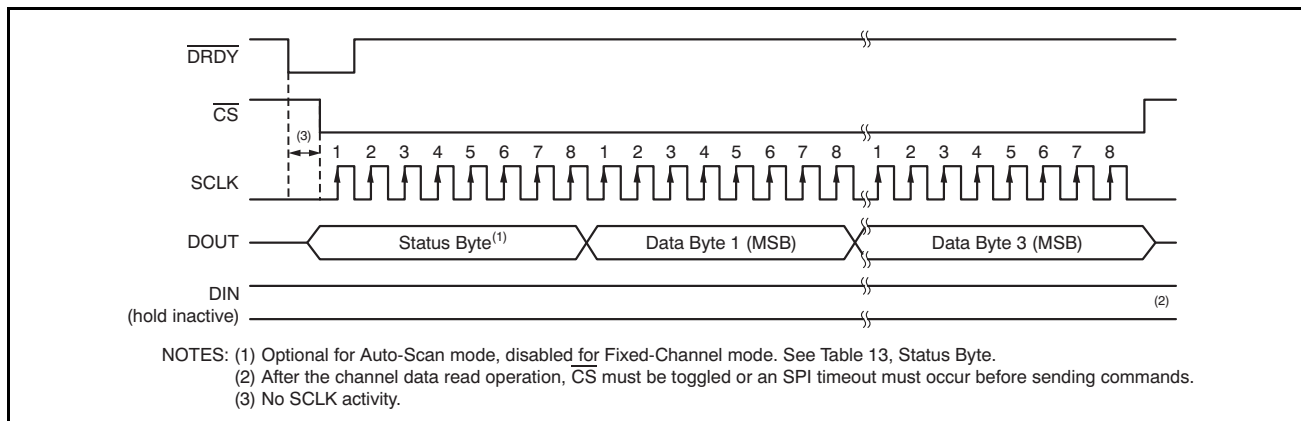 DRDY
CS
(3)
1 2 3 4 5 6 7 8 1 2 3 4 5 6 7 8 1 2 3 4 5 6 7 8
SCLK
DOUT Status Byte(1) Data Byte 1 (MSB) Data Byte 3 (MSB)
DIN
(hold inactive)
(2)
NOTES: (1) Optional for Auto-Scan mode, disabled for Fixed-Channel mode. See Table 13, Status Byte.
(2) After the channel data read operation, CS must be toggled or an SPI timeout must occur before sending commands.
(3) No SCLK activity.